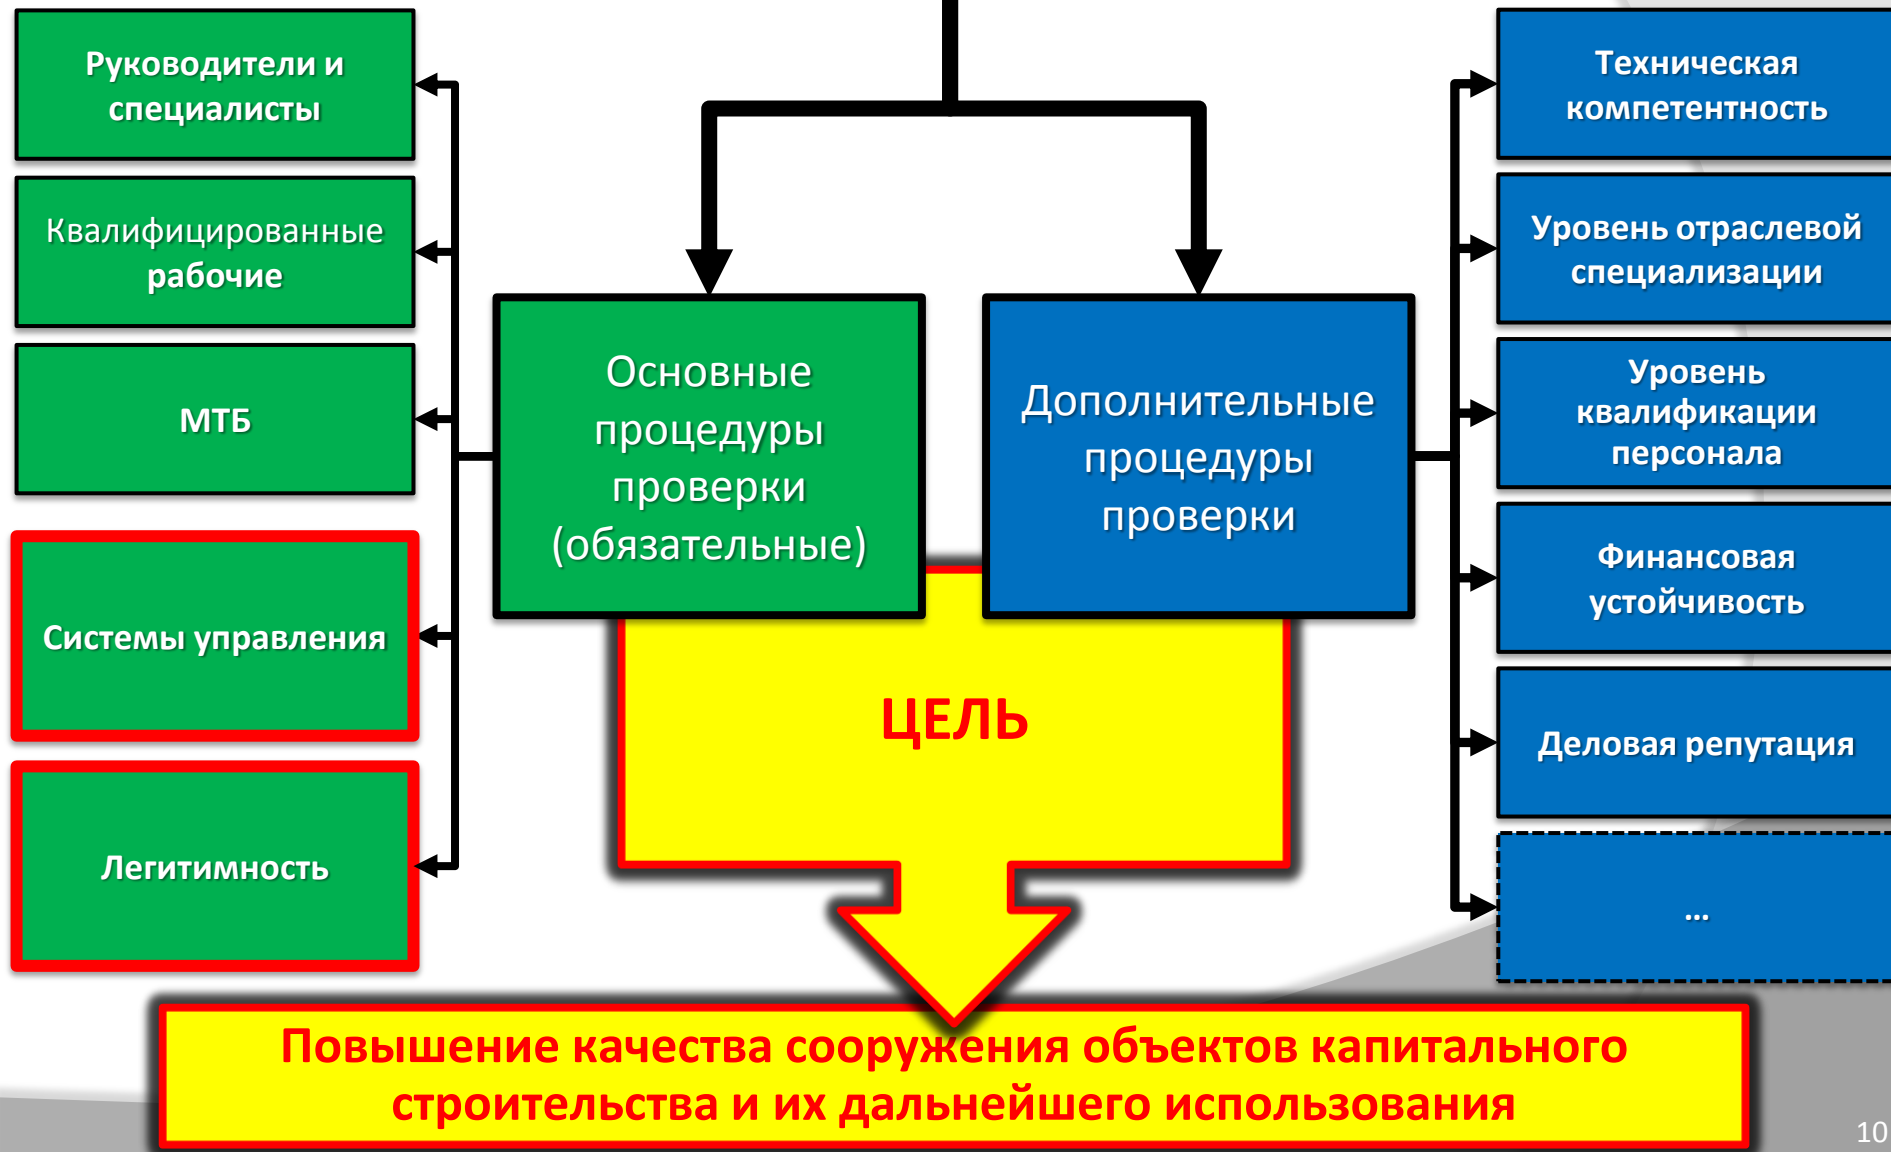 Руководители и
специалисты
Квалифицированные
рабочие
МТБ
Системы управления
Легитимность
Основные
процедуры
проверки
(обязательные)
Дополнительные
процедуры
проверки
Техническая
компетентность
Уровень отраслевой
специализации
Уровень
квалификации
персонала
Финансовая
устойчивость
Деловая репутация
...
ЦЕЛЬ
Повышение качества сооружения объектов капитального
строительства и их дальнейшего использования
10